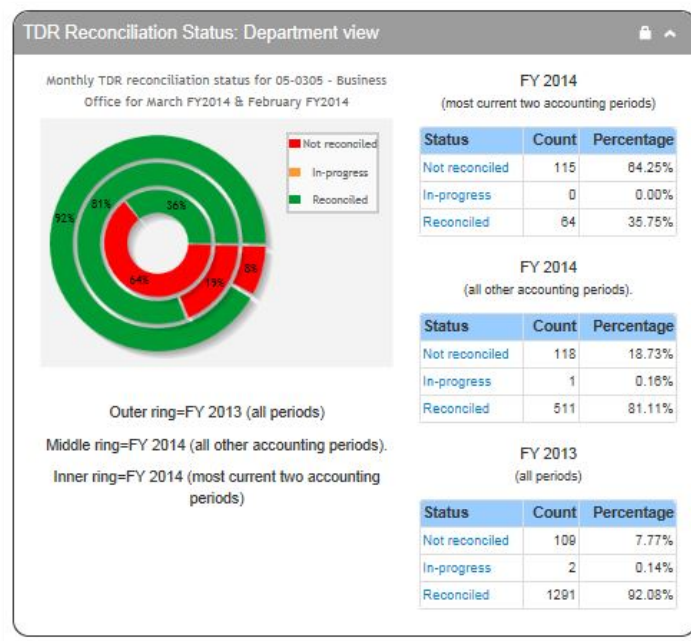 TDR Reconciliation Status: Department view
Monthly TDR reconciliation status for 05-0305 - Business
Office for March FY2014 & February FY2014
Not reconciled
In-progress
Reconciled
92%
81%
36%
64%
19%
8%
Outer ring=FY 2013 (all periods)
Middle ring=FY 2014 (all other accounting periods).
Inner ring=FY 2014 (most current two accounting
periods)
FY 2014
(most current two accounting periods)
Status Count Percentage
Not reconciled 115 64.25%
In-progress 0 0.00%
Reconciled 64 35.75%
FY 2014
(all other accounting periods).
Status Count Percentage
Not reconciled 118 18.73%
In-progress 1 0.16%
Reconciled 511 81.11%
FY 2013
(all periods)
Status Count Percentage
Not reconciled 109 7.77%
In-progress 2 0.14%
Reconciled 1291 92.08%